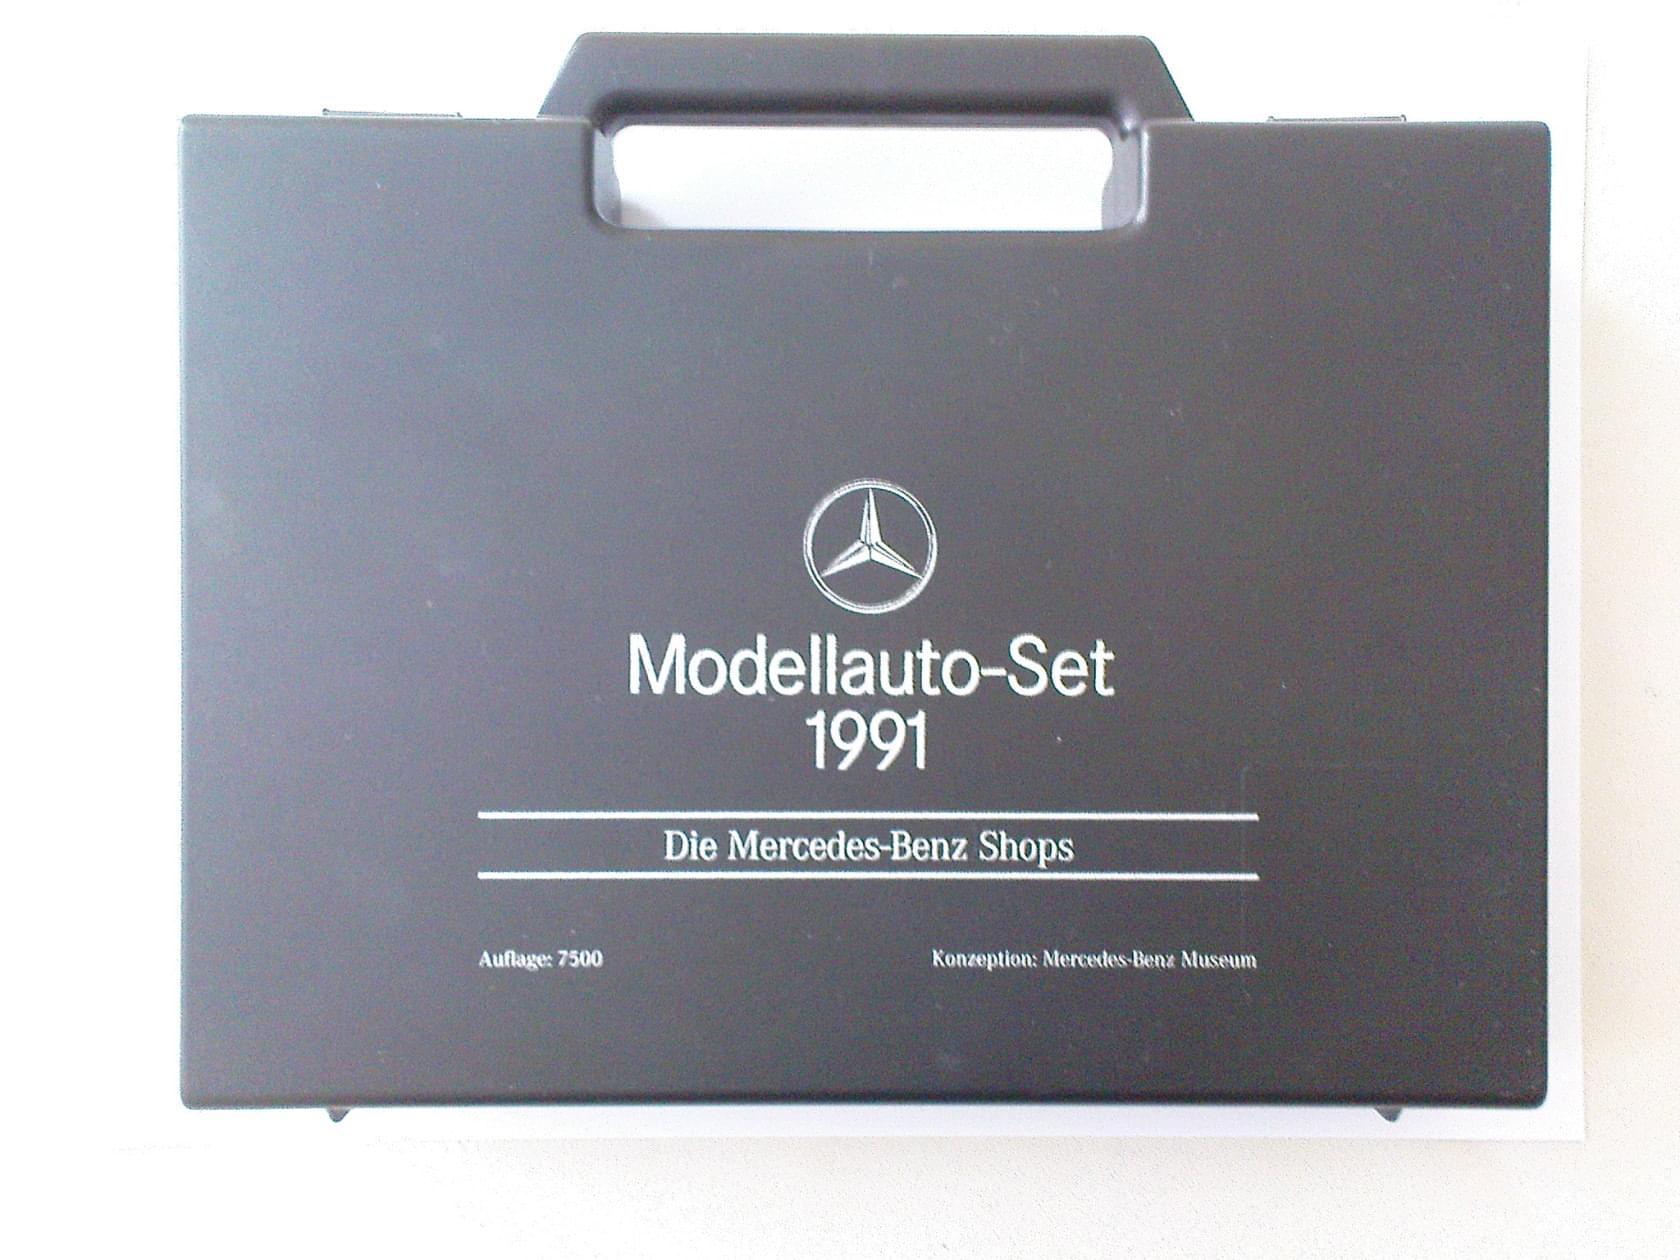 Modellauto-Set
1991
Die Mercedes-Benz Shops
Auflage: 7500
Konzeption: Mercedes-Benz Museum